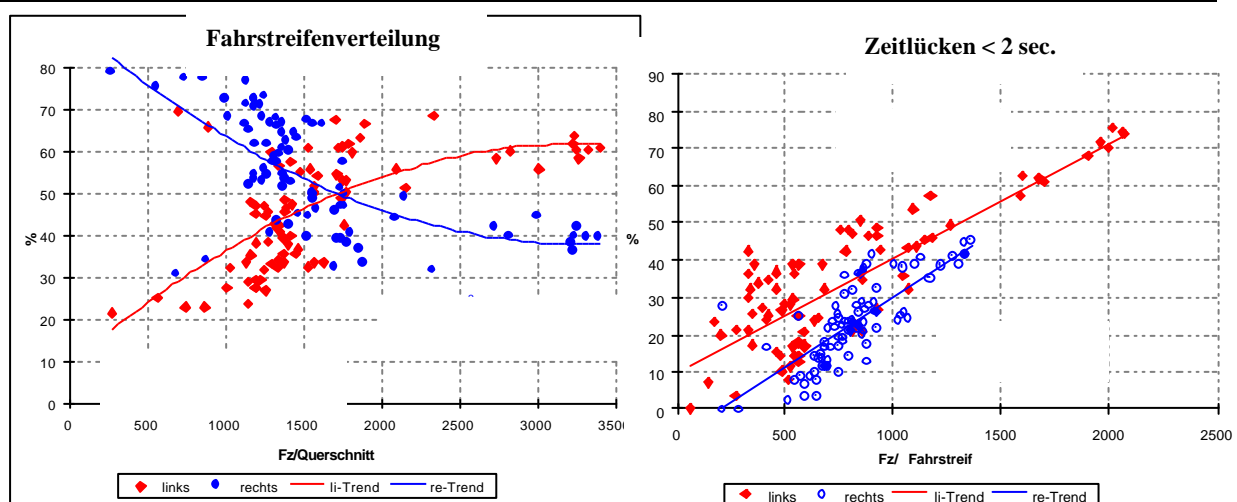 Fahrstreifenverteilung
80
70
60
50
%
40
30
20
10
0
0 500 1000 1500 2000 2500 3000 3500
Fz/Querschnitt
links rechts li-Trend re-Trend
Zeitlücken < 2 sec.
90
80
70
60
50
%
40
30
20
10
0
0 500 1000 1500 2000 2500
Fz/ Fahrstreif
links rechts li-Trend re-Trend